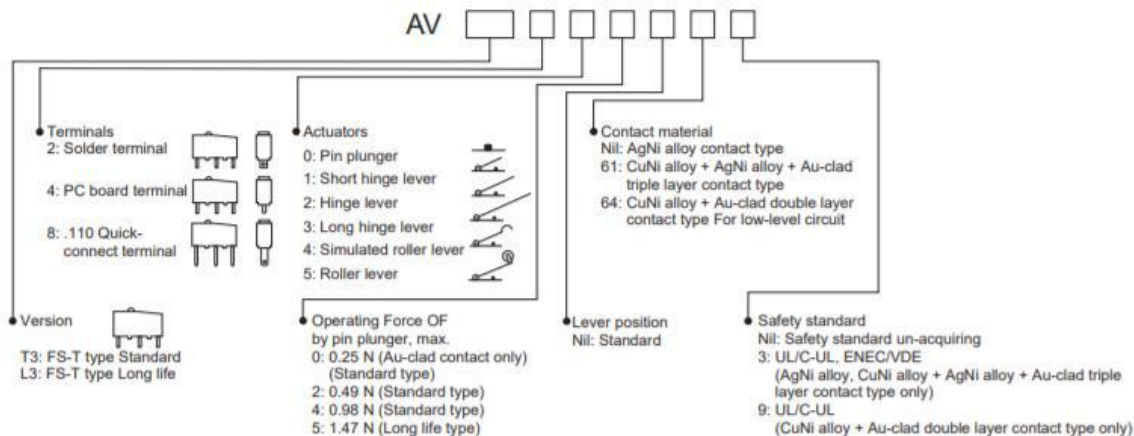 AV
Terminals
2: Solder terminal
4: PC board terminal
8: .110 Quick-
connect terminal
Actuators
0: Pin plunger
1: Short hinge lever
2: Hinge lever
3: Long hinge lever
4: Simulated roller lever
5: Roller lever
Contact material
Nil: AgNi alloy contact type
61: CuNi alloy + AgNi alloy + Au-clad
triple layer contact type
64: CuNi alloy + Au-clad double layer
contact type For low-level circuit
Version
T3: FS-T type Standard
L3: FS-T type Long life
Operating Force OF
by pin plunger, max.
0: 0.25 N (Au-clad contact only)
(Standard type)
2: 0.49 N (Standard type)
4: 0.98 N (Standard type)
5: 1.47 N (Long life type)
Lever position
Nil: Standard
Safety standard
Nil: Safety standard un-acquiring
3: UL/C-UL, ENEC/VDE
(AgNi alloy, CuNi alloy + AgNi alloy + Au-clad triple
layer contact type only)
9: UL/C-UL
(CuNi alloy + Au-clad double layer contact type only)